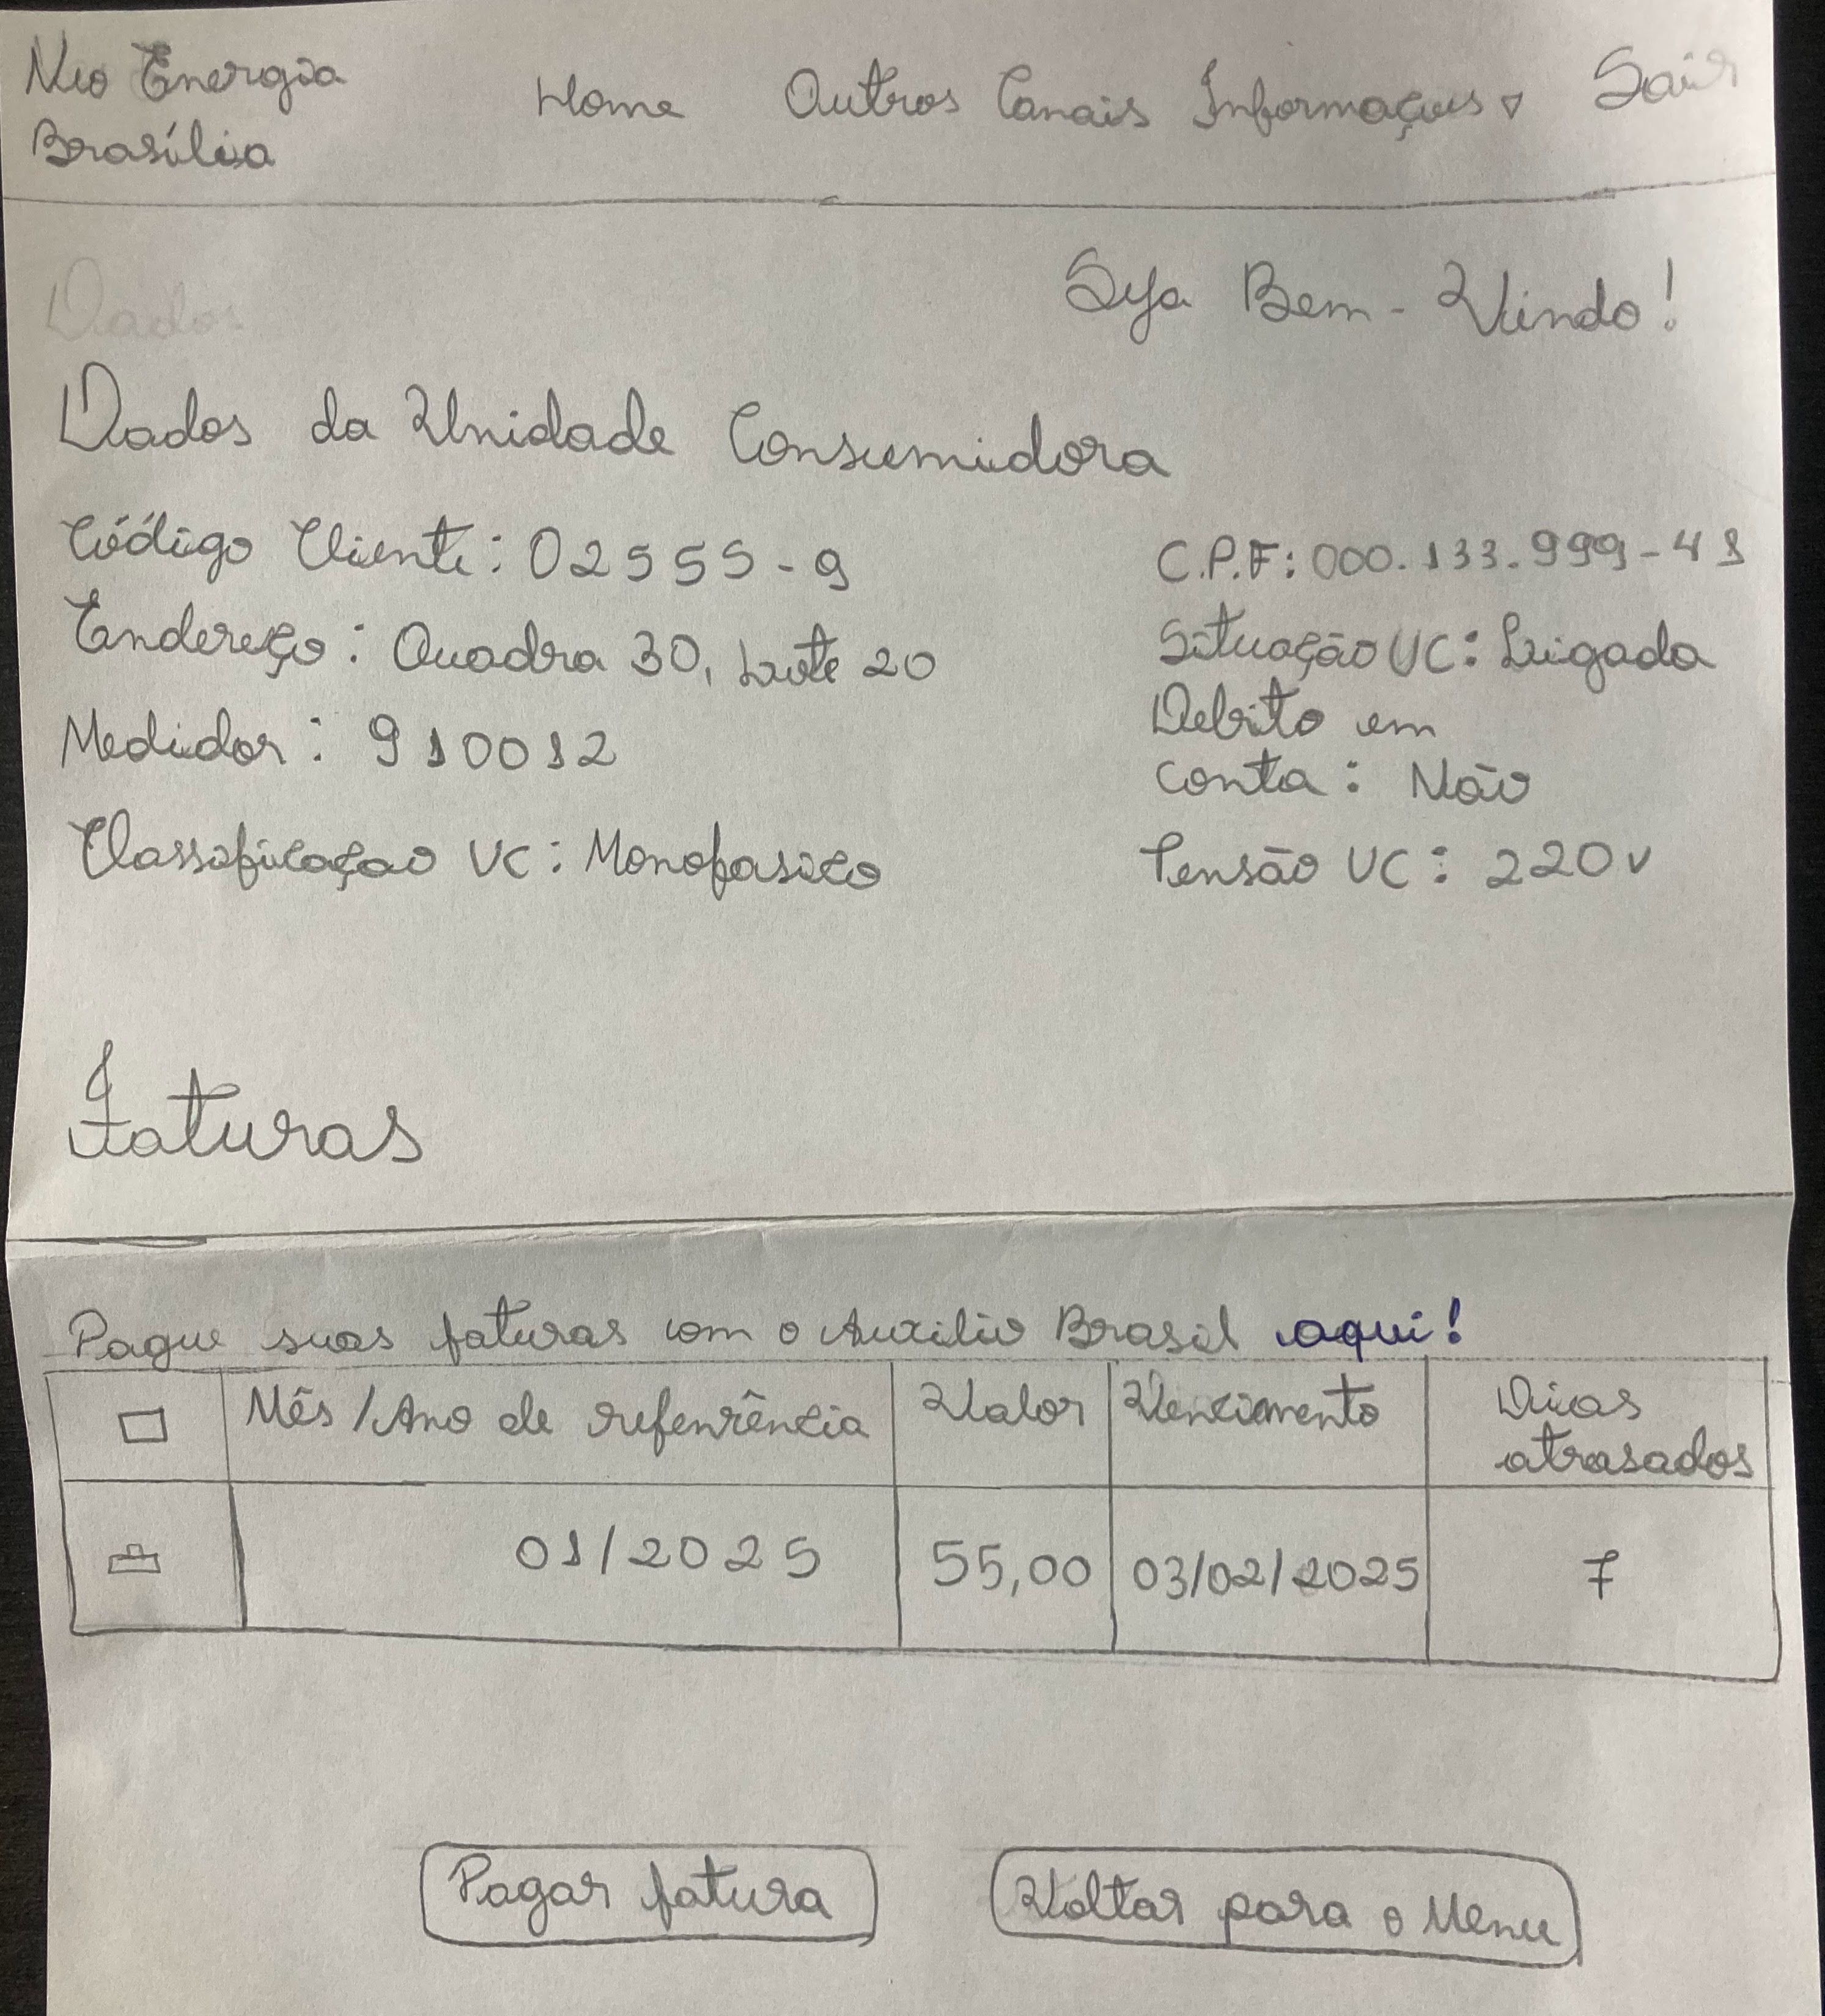 Neo Energia
Brasília
Home Outros Canais Informações Sair
Dados
Seja Bem-Vindo!
Dados da Unidade Consumidora
Código Cliente: 02555-9
C.P.F: 000.133.999-41
Endereço: Quadra 30, Lote 20
Situação UC: Ligada
Medidor: 910012
Debito em
conta: Não
Classificaçao UC: Monofasico
Tensão UC: 220v
Faturas
Pague suas faturas com o Auxilio Brasil aqui!
Mês/Ano de refenrência Valor Vencimento Dias
atrasados
01/2025 55,00 03/02/2025 7
Pagar fatura Voltar para o Menu